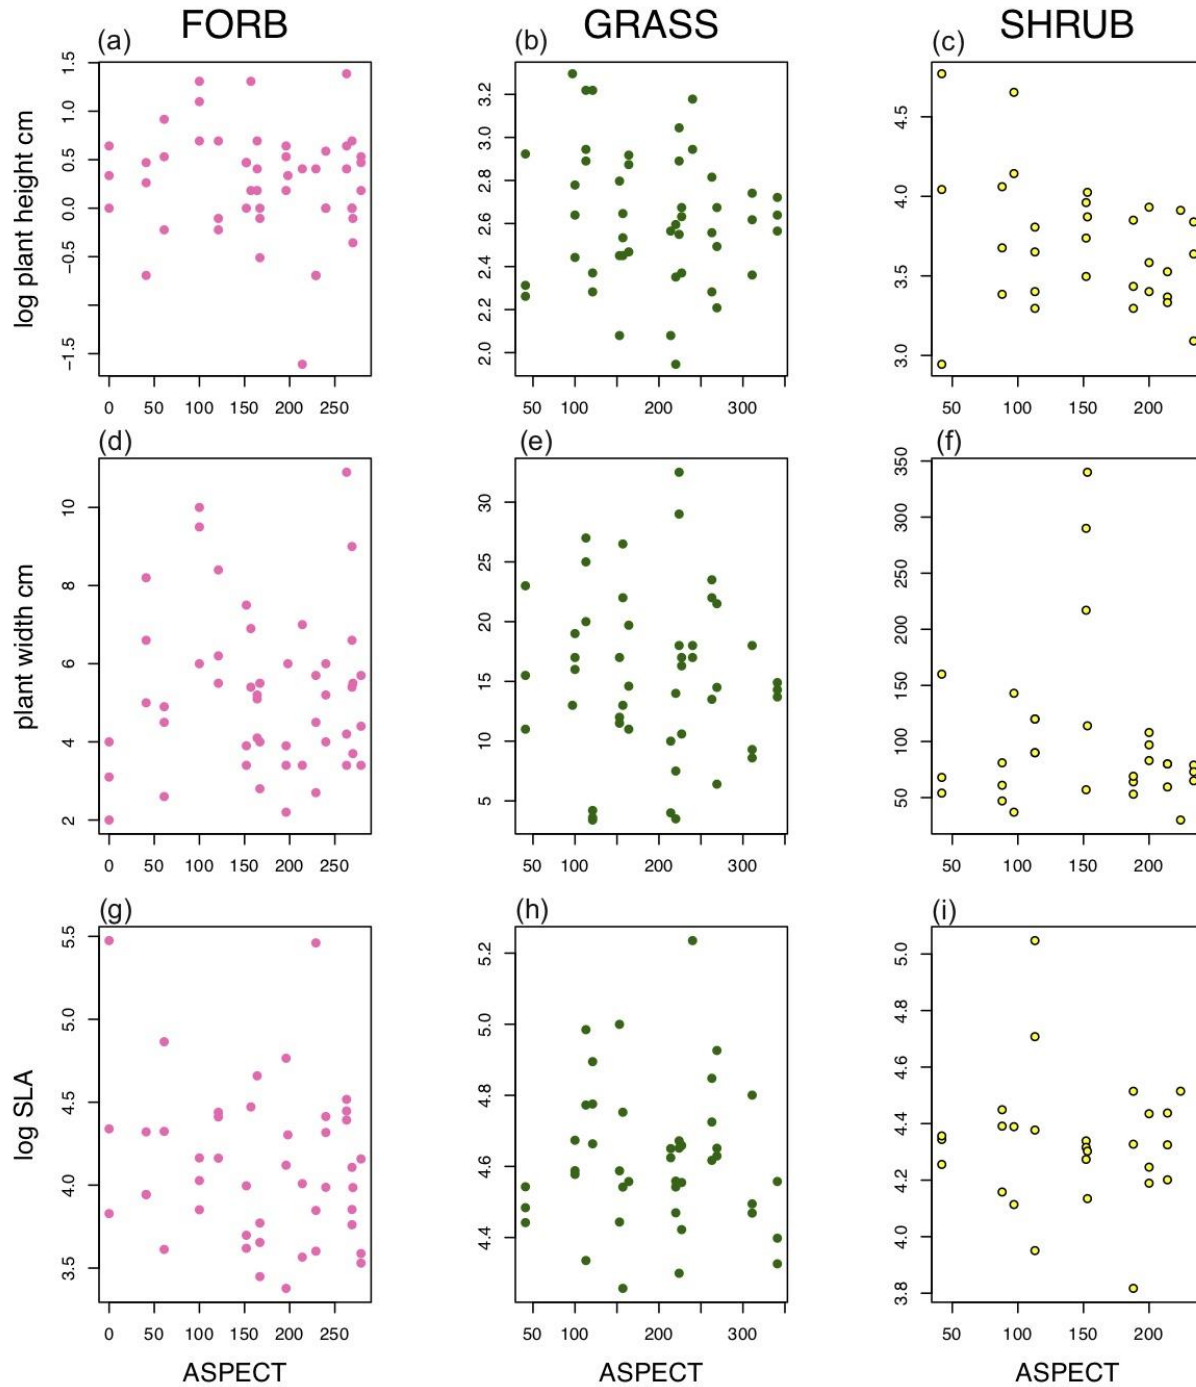 FORB GRASS SHRUB
(a) (b) (c)
log plant height cm
1.5 1.0 0.5 0.0 −0.5 −1.5
3.2 3.0 2.8 2.6 2.4 2.2 2.0
4.5 4.0 3.5 3.0
0 50 100 150 200 250
50 100 200 300
50 100 150 200
(d) (e) (f)
plant width cm
10 8 6 4 2
30 25 20 15 10 5
350 300 250 200 150 100 50
0 50 100 150 200 250
50 100 200 300
50 100 150 200
(g) (h) (i)
log SLA
5.5 5.0 4.5 4.0 3.5
5.2 5.0 4.8 4.6 4.4
5.0 4.8 4.6 4.4 4.2 4.0 3.8
0 50 100 150 200 250
50 100 200 300
50 100 150 200
ASPECT ASPECT ASPECT